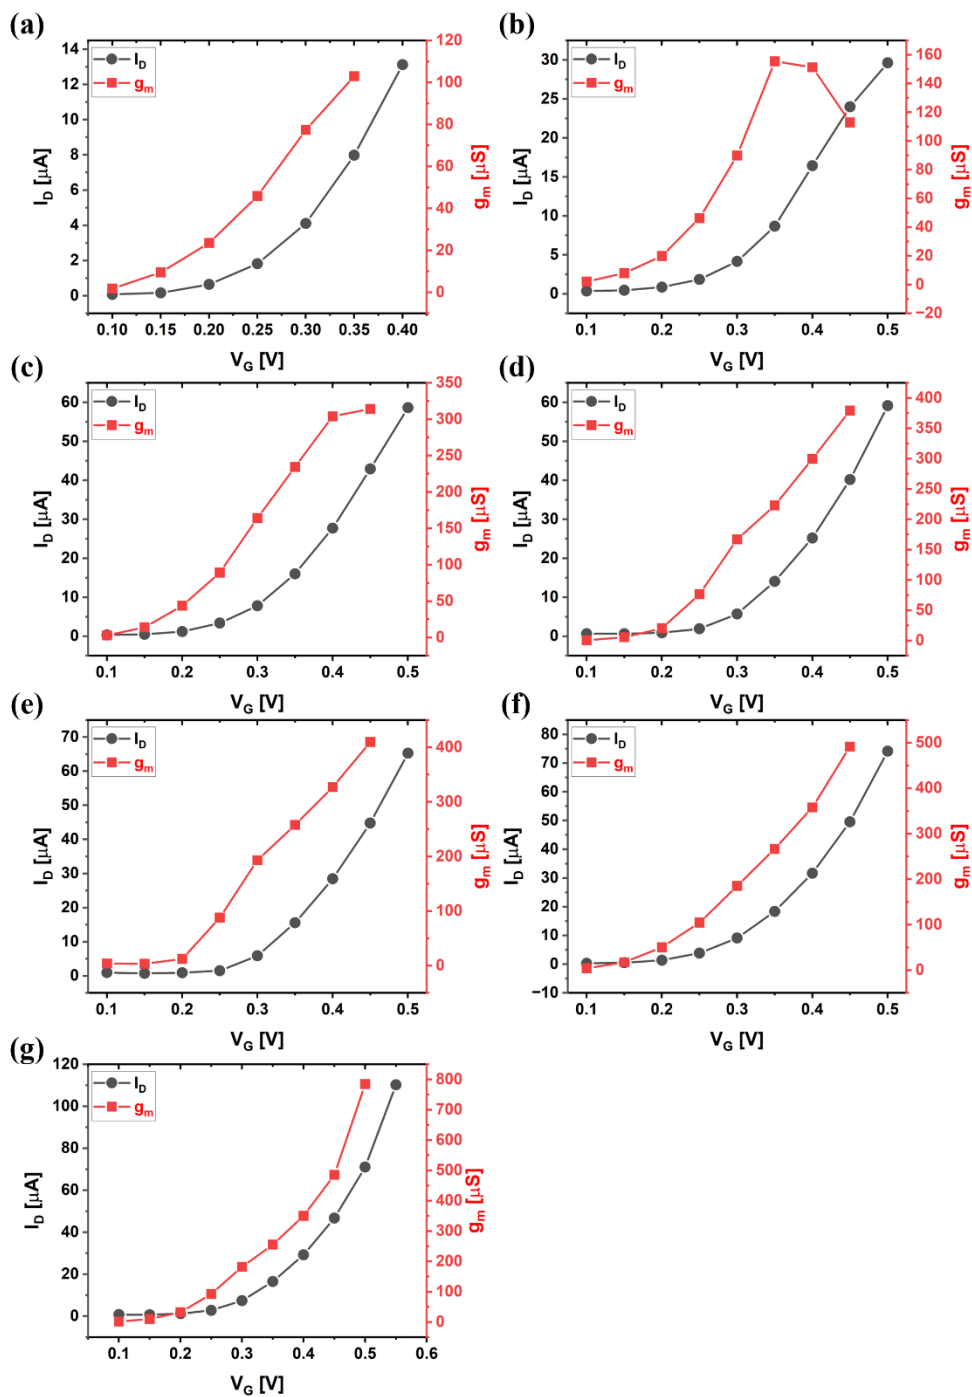 (a)
I_D
g_m
14
12
10
8
6
4
2
0
I_D [μA]
120
100
80
60
40
20
0
g_m [μS]
0.10 0.15 0.20 0.25 0.30 0.35 0.40
V_G [V]
(b)
I_D
g_m
30
25
20
15
10
5
0
I_D [μA]
160
140
120
100
80
60
40
20
0
−20
g_m [μS]
0.1 0.2 0.3 0.4 0.5
V_G [V]
(c)
I_D
g_m
60
50
40
30
20
10
0
I_D [μA]
350
300
250
200
150
100
50
0
g_m [μS]
0.1 0.2 0.3 0.4 0.5
V_G [V]
(d)
I_D
g_m
60
50
40
30
20
10
0
I_D [μA]
400
350
300
250
200
150
100
50
0
g_m [μS]
0.1 0.2 0.3 0.4 0.5
V_G [V]
(e)
I_D
g_m
70
60
50
40
30
20
10
0
I_D [μA]
400
300
200
100
0
g_m [μS]
0.1 0.2 0.3 0.4 0.5
V_G [V]
(f)
I_D
g_m
80
70
60
50
40
30
20
10
0
−10
I_D [μA]
500
400
300
200
100
0
g_m [μS]
0.1 0.2 0.3 0.4 0.5
V_G [V]
(g)
I_D
g_m
120
100
80
60
40
20
0
I_D [μA]
800
700
600
500
400
300
200
100
0
g_m [μS]
0.1 0.2 0.3 0.4 0.5 0.6
V_G [V]